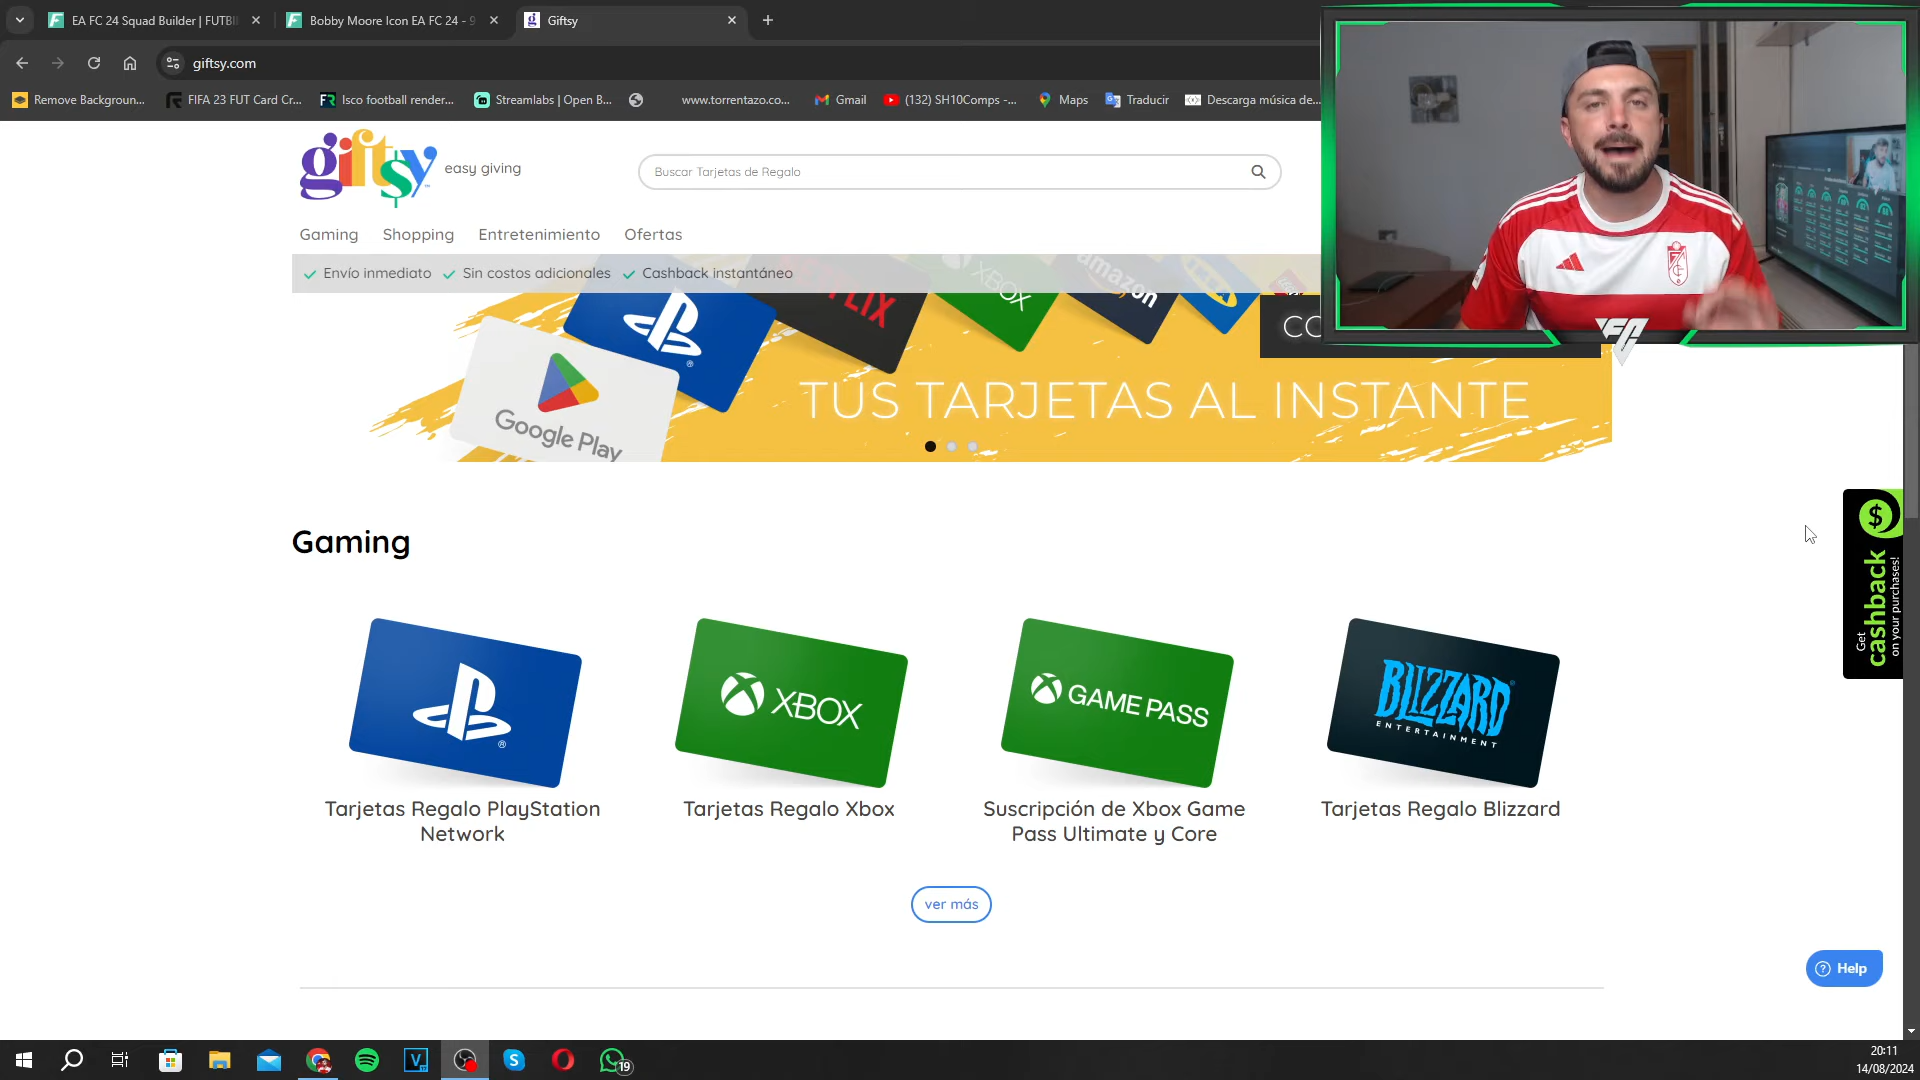 EA FC 24 Squad Builder | FUTBI
Bobby Moore Icon EA FC 24 - 9
Giftsy
giftsy.com
Remove Backgroun...
FIFA 23 FUT Card Cr...
Isco football render...
Streamlabs | Open B...
www.torrentazo.co...
Gmail
(132) SH10Comps -...
Maps
Traducir
Descarga música de...
giftsy
easy giving
Buscar Tarjetas de Regalo
Gaming
Shopping
Entretenimiento
Ofertas
Envío inmediato
Sin costos adicionales
Cashback instantáneo
NETFLIX
XBOX
amazon
CO
Google Play
TUS TARJETAS AL INSTANTE
Gaming
XBOX
GAME PASS
BLIZZARD
ENTERTAINMENT
Tarjetas Regalo PlayStation
Network
Tarjetas Regalo Xbox
Suscripción de Xbox Game
Pass Ultimate y Core
Tarjetas Regalo Blizzard
ver más
Get
cashback
on your purchases!
Help
19
20:11
14/08/2024